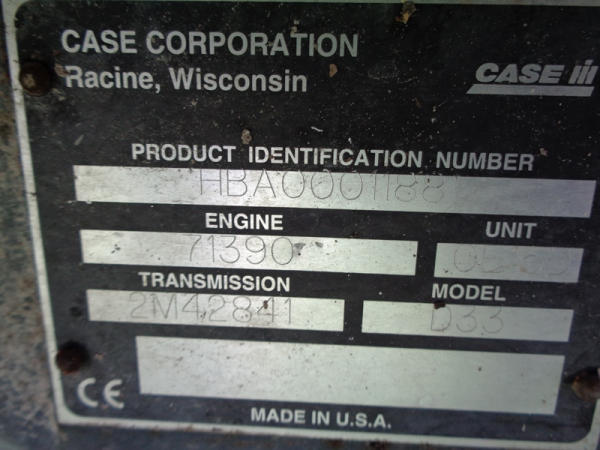 CASE CORPORATION
Racine, Wisconsin
CASE IH
PRODUCT IDENTIFICATION NUMBER
HBA0001188
ENGINE
71390
UNIT
TRANSMISSION
2M42841
MODEL
D33
CE
MADE IN U.S.A.